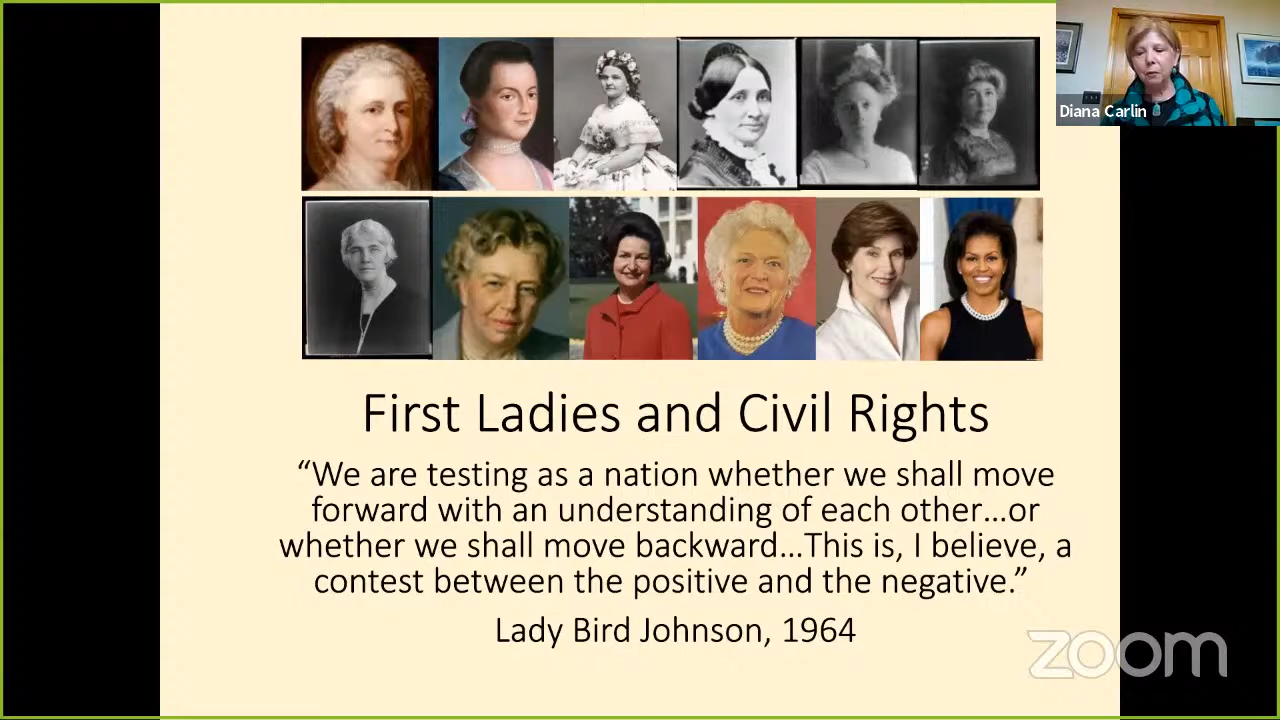 Diana Carlin
First Ladies and Civil Rights
“We are testing as a nation whether we shall move
forward with an understanding of each other…or
whether we shall move backward…This is, I believe, a
contest between the positive and the negative.”
Lady Bird Johnson, 1964
zoom